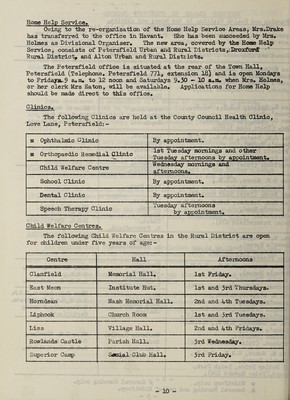 Home Help Service.
Owing to the re-organization of the Home Help Service Areas, Mrs.Drake
has transferred to the office in Havant. She has been succeeded by Mrs.
Holmes as Divisional Organiser. The new area, covered by the Home Help
Service, consists of Petersfield Urban and Rural Districts, Droxford
Rural District, and Alton Urban and Rural Districts.
The Petersfield office is situated at the rear of the Town Hall,
Petersfield (Telephone. Petersfield 771, extension 18) and is open Mondays
to Fridays 9 a.m. to 12 noon and Saturdays 9.30 - 10 a.m. when Mrs. Holmes,
or her clerk Mrs Eaton, will be available. Applications for Home Help
should be made direct to this office.
Clinics.
The following Clinics are held at the County Council Health Clinic,
Love Lane, Petersfield:-
* Ophthalmic Clinic By appointment.
* Orthopaedic Remedial Clinic 1st Tuesday mornings and other
Tuesday afternoons by appointment.
Child Welfare Centre Wednesday mornings and
afternoons.
School Clinic By appointment.
Dental Clinic By appointment.
Speech Therapy Clinic Tuesday afternoons
by appointment.
Child Welfare Centres.
The following Child Welfare Centres in the Rural District are open
for children under five years of age:-
Centre Hall Afternoons
Clanfield Memorial Hall. 1st Friday.
East Meon Institute Hut. 1st and 3rd Thursdays.
Horndean Nash Memorial Hall. 2nd and 4th Tuesdays.
Liphook Church Room 1st and 3rd Tuesdays.
Liss Village Hall. 2nd and 4th Fridays.
Rowlands Castle Parish Hall. 3rd Wednesday.
Superior Camp Social Club Hall. 3rd Friday.
- 10 -